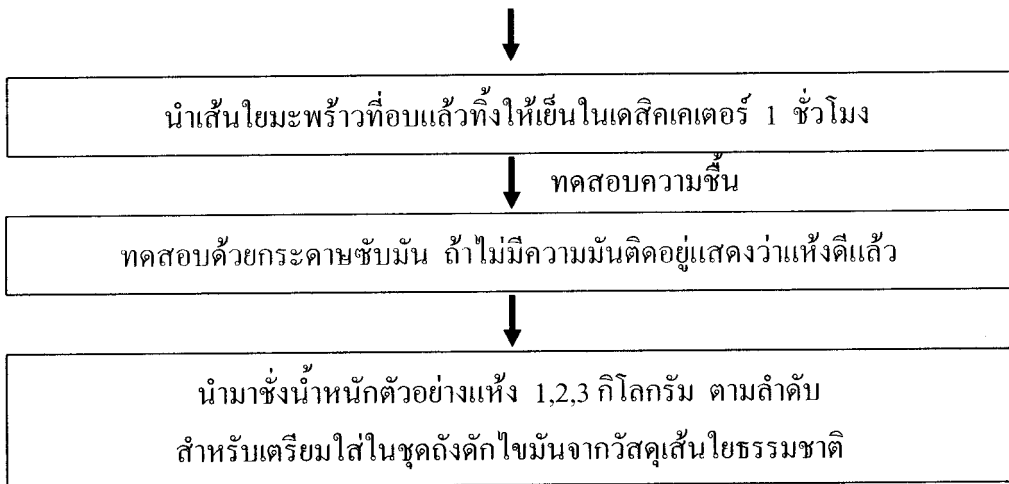 นำเส้นใยมะพร้าวที่อบแล้วทิ้งให้เย็นในเดสิคเคเตอร์ 1 ชั่วโมง
ทดสอบความชื้น
ทดสอบด้วยกระดาษซับมัน ถ้าไม่มีความมันติดอยู่แสดงว่าแห้งดีแล้ว
นำมาชั่งน้ำหนักตัวอย่างแห้ง 1,2,3 กิโลกรัม ตามลำดับ
สำหรับเตรียมใส่ในชุดถังดักไขมันจากวัสดุเส้นใยธรรมชาติ